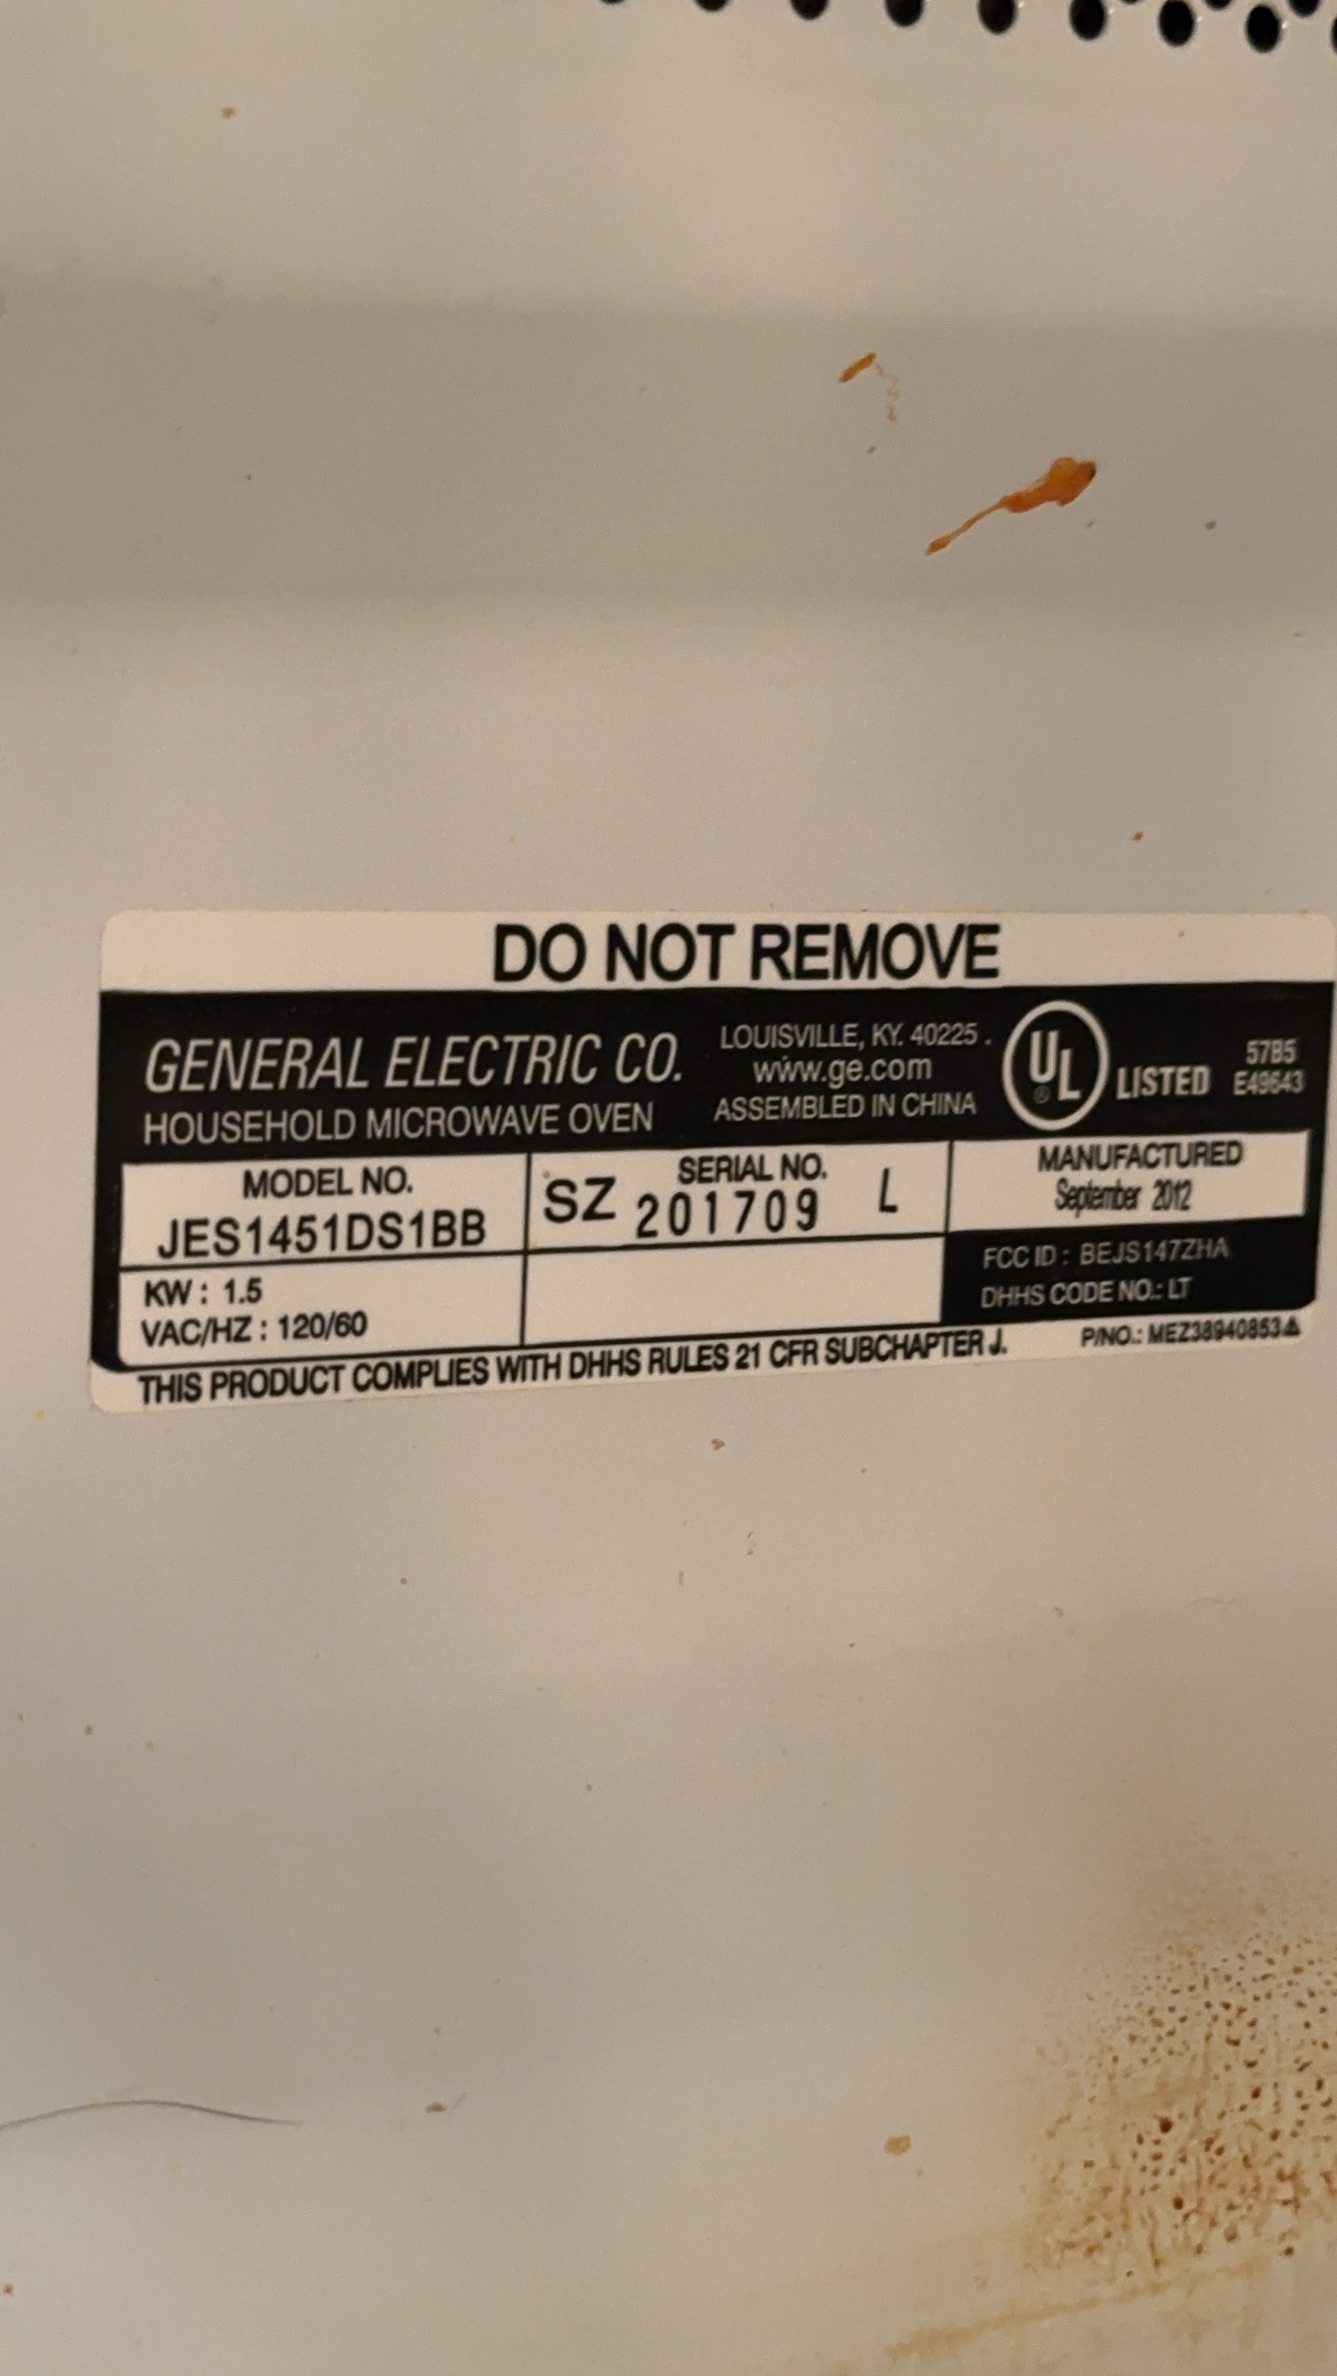 DO NOT REMOVE
GENERAL ELECTRIC CO.
HOUSEHOLD MICROWAVE OVEN
LOUISVILLE, KY. 40225.
www.ge.com
ASSEMBLED IN CHINA
UL
®
LISTED
57B5
E49643
MODEL NO.
JES1451DS1BB
SERIAL NO.
SZ 201709 L
MANUFACTURED
September 2012
KW : 1.5
VAC/HZ : 120/60
FCC ID : BEJS147ZHA
DHHS CODE NO.: LT
THIS PRODUCT COMPLIES WITH DHHS RULES 21 CFR SUBCHAPTER J.
P/NO.: MEZ38940853